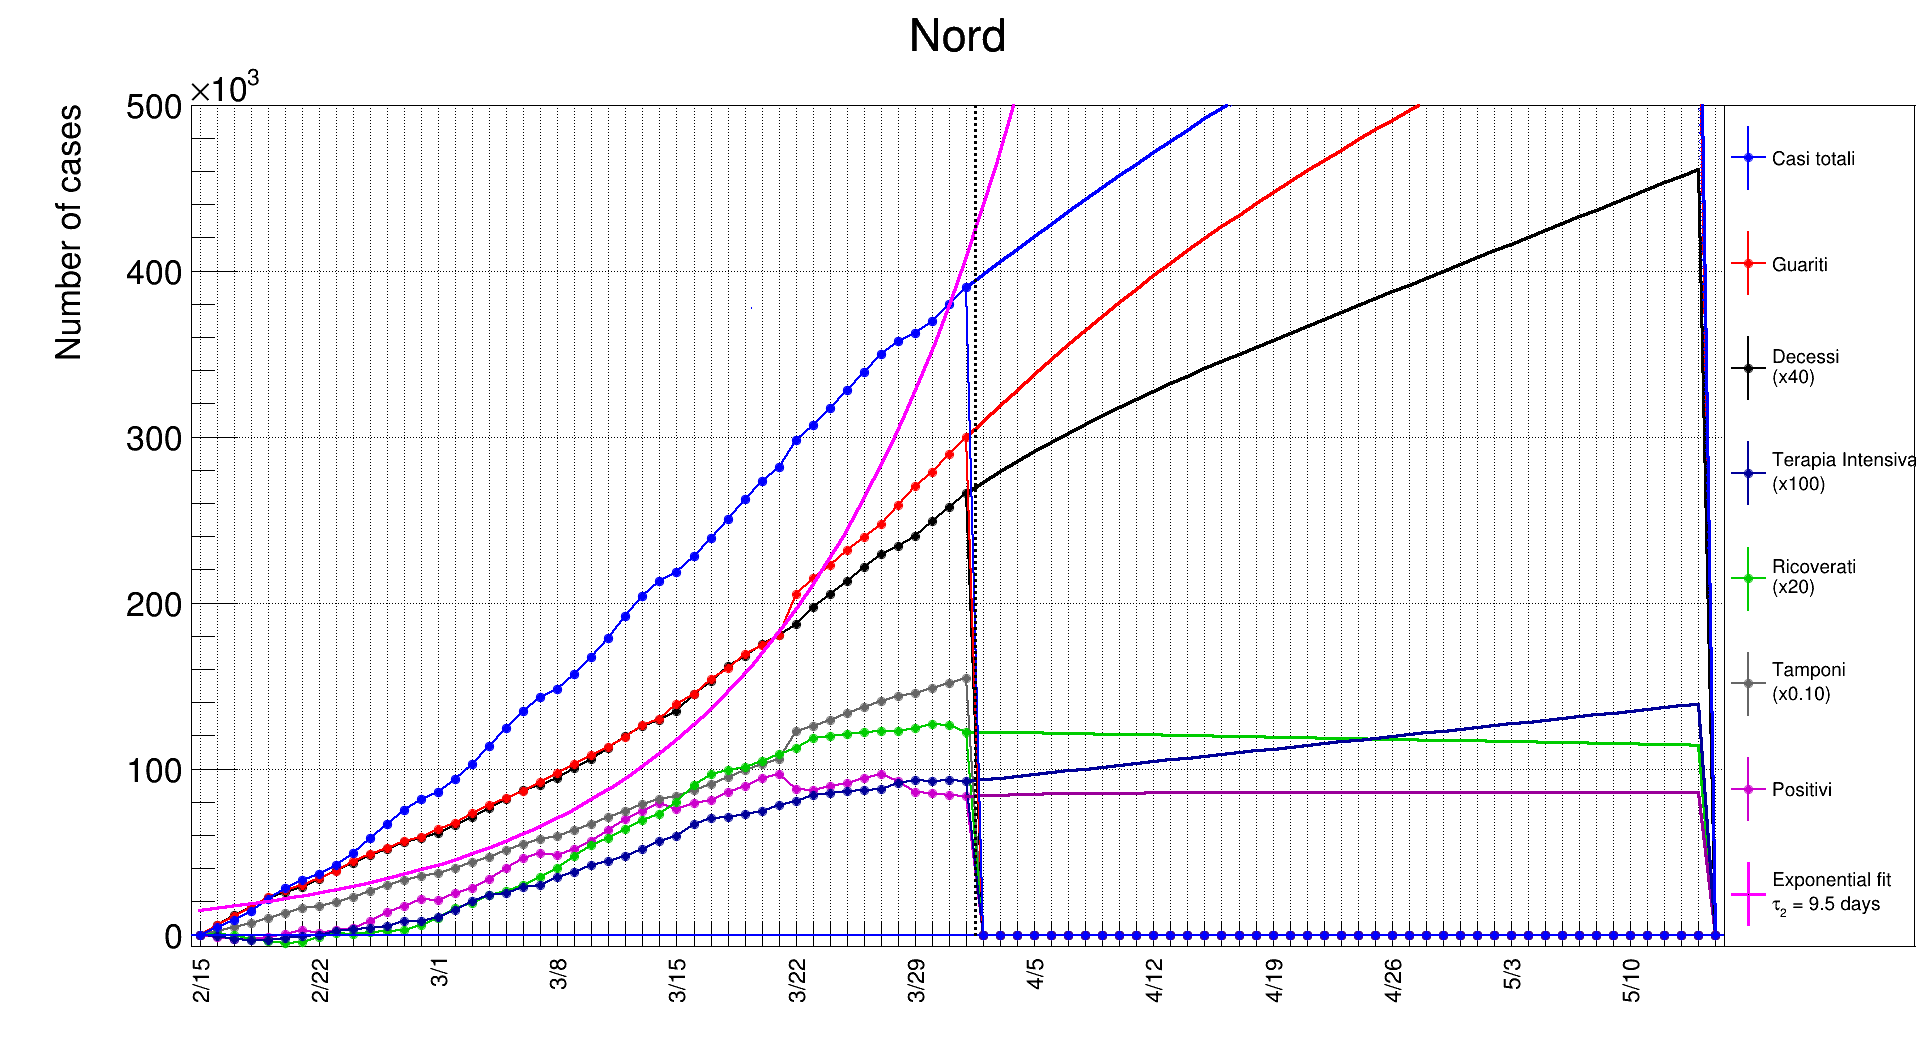 Nord
×10³
Number of cases
500
400
300
200
100
0
2/15
2/22
3/1
3/8
3/15
3/22
3/29
4/5
4/12
4/19
4/26
5/3
5/10
Casi totali
Guariti
Decessi
(x40)
Terapia Intensiva
(x100)
Ricoverati
(x20)
Tamponi
(x0.10)
Positivi
Exponential fit
τ₂ = 9.5 days